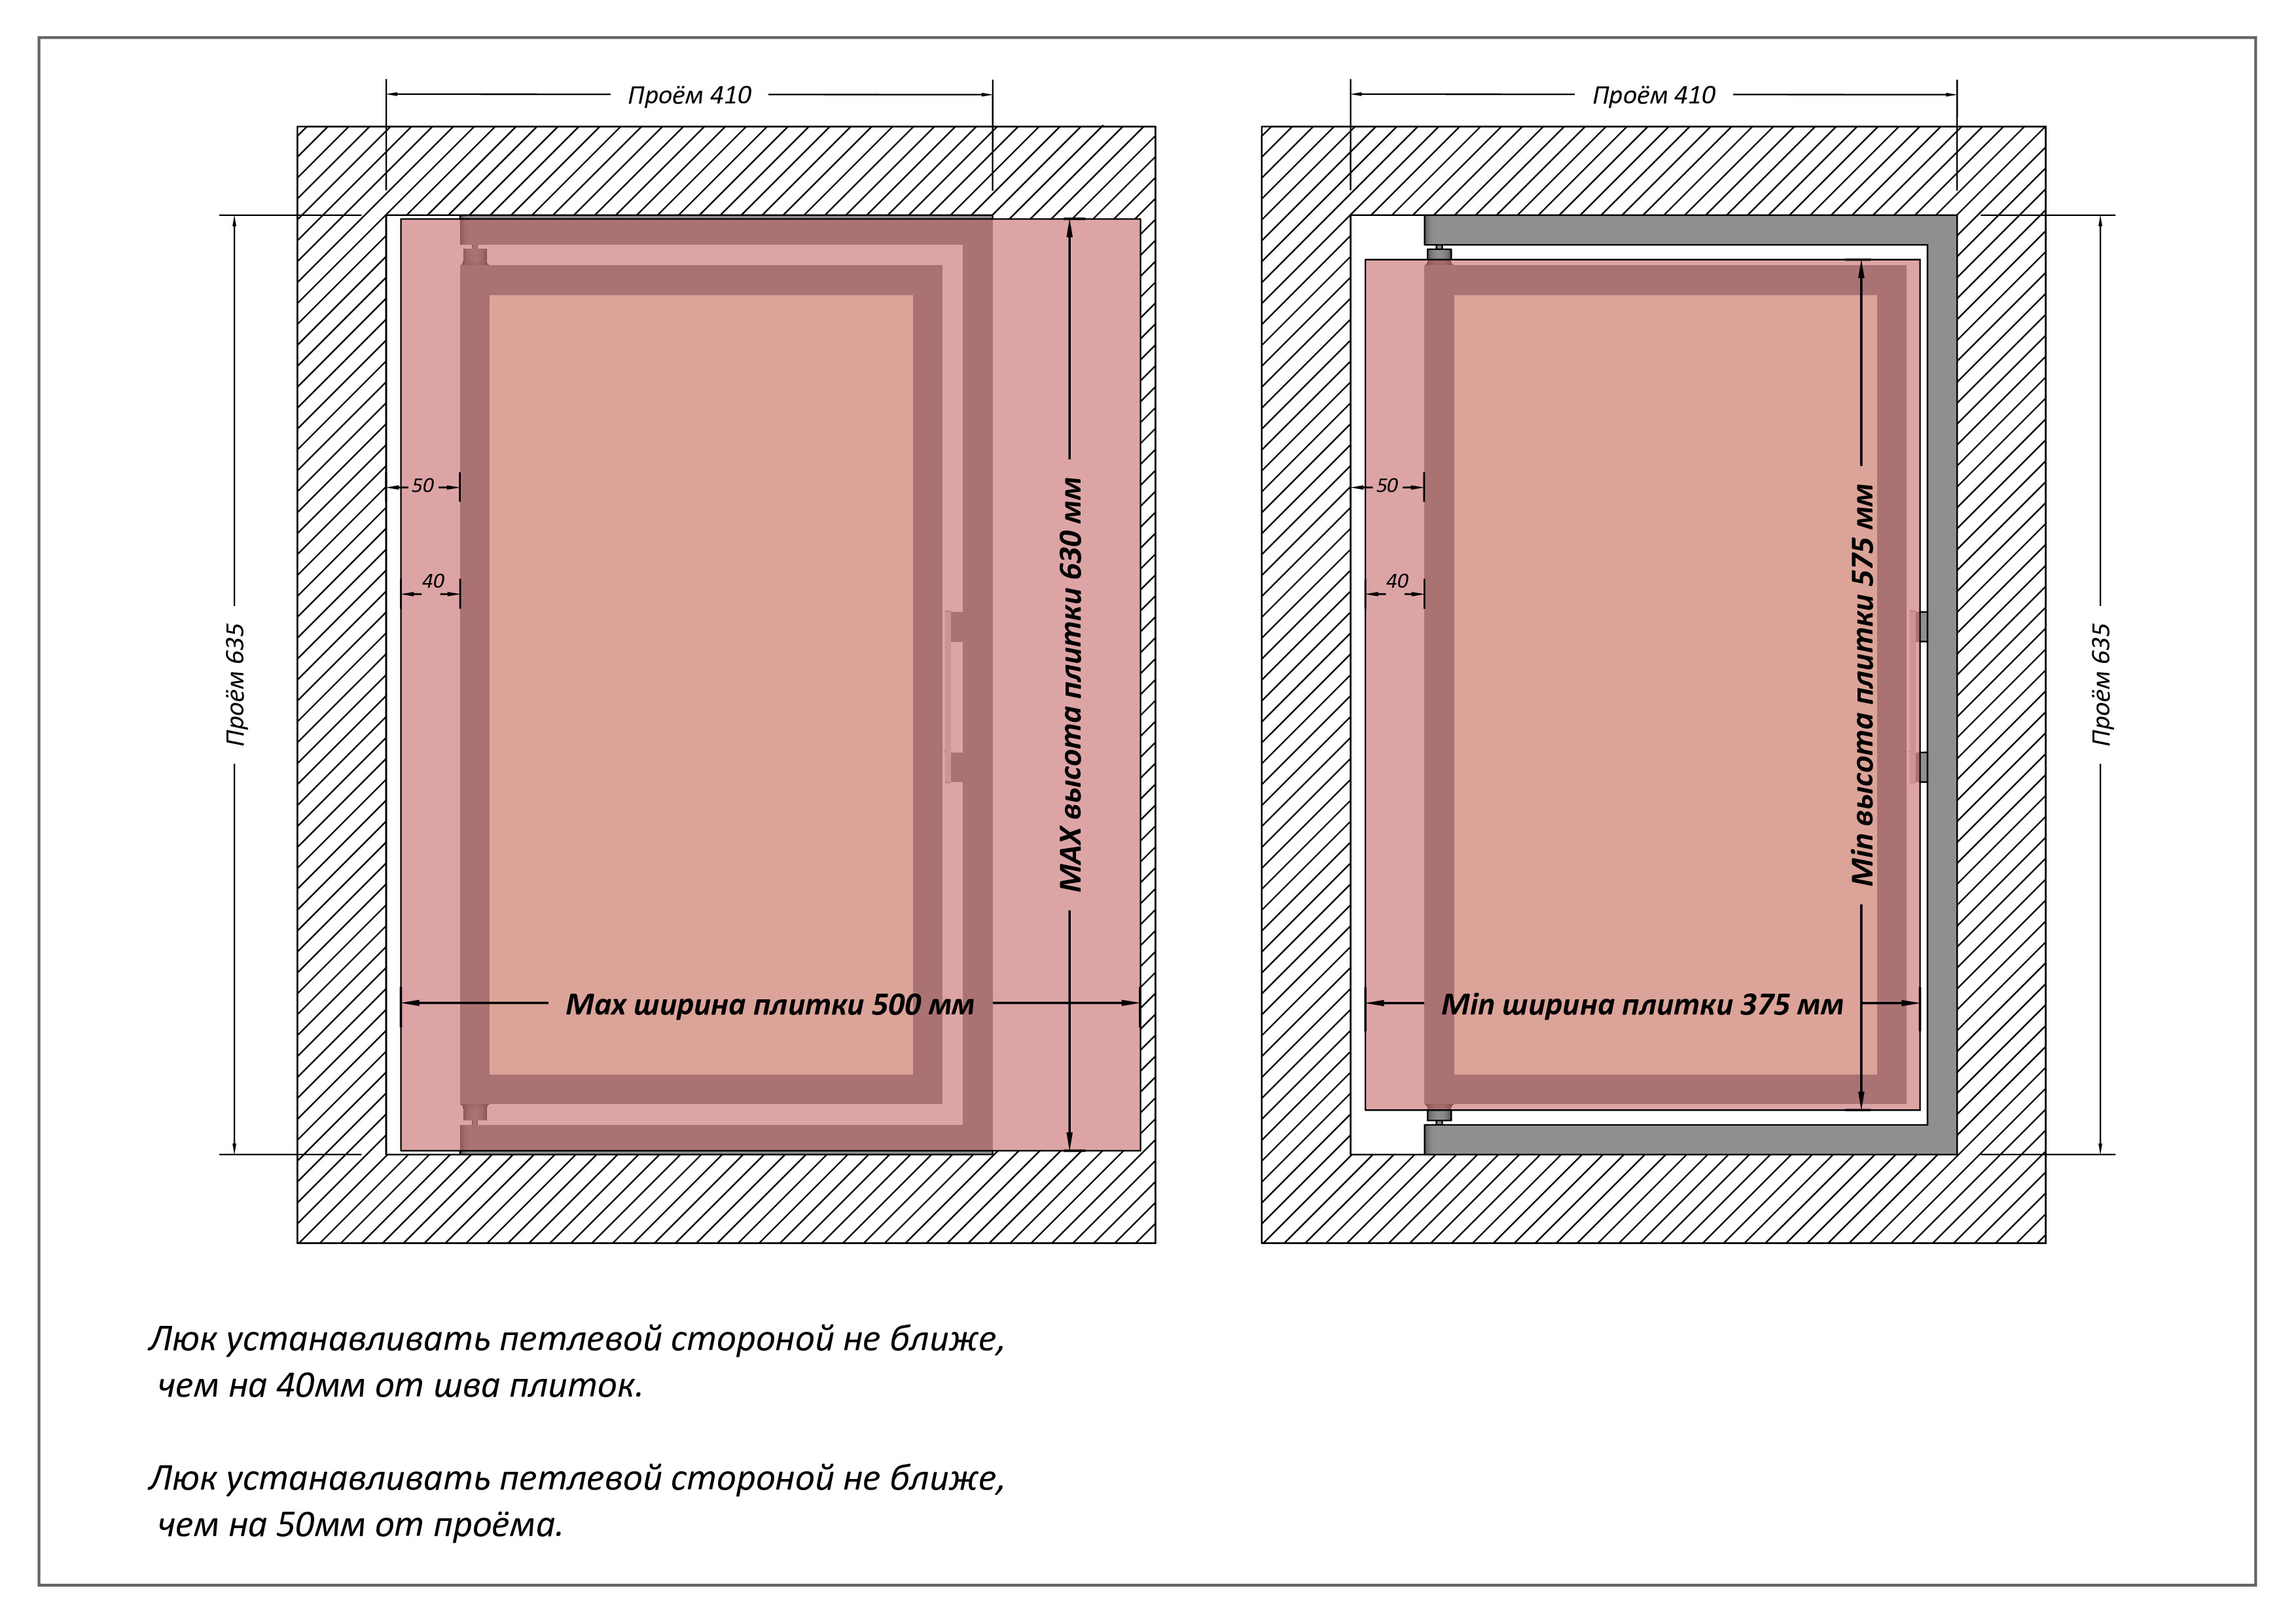 Проём 410
Проём 410
50
50
40
40
Проём 635
MAX высота плитки 630 мм
Min высота плитки 575 мм
Проём 635
Max ширина плитки 500 мм
Min ширина плитки 375 мм
Люк устанавливать петлевой стороной не ближе,
чем на 40мм от шва плиток.
Люк устанавливать петлевой стороной не ближе,
чем на 50мм от проёма.